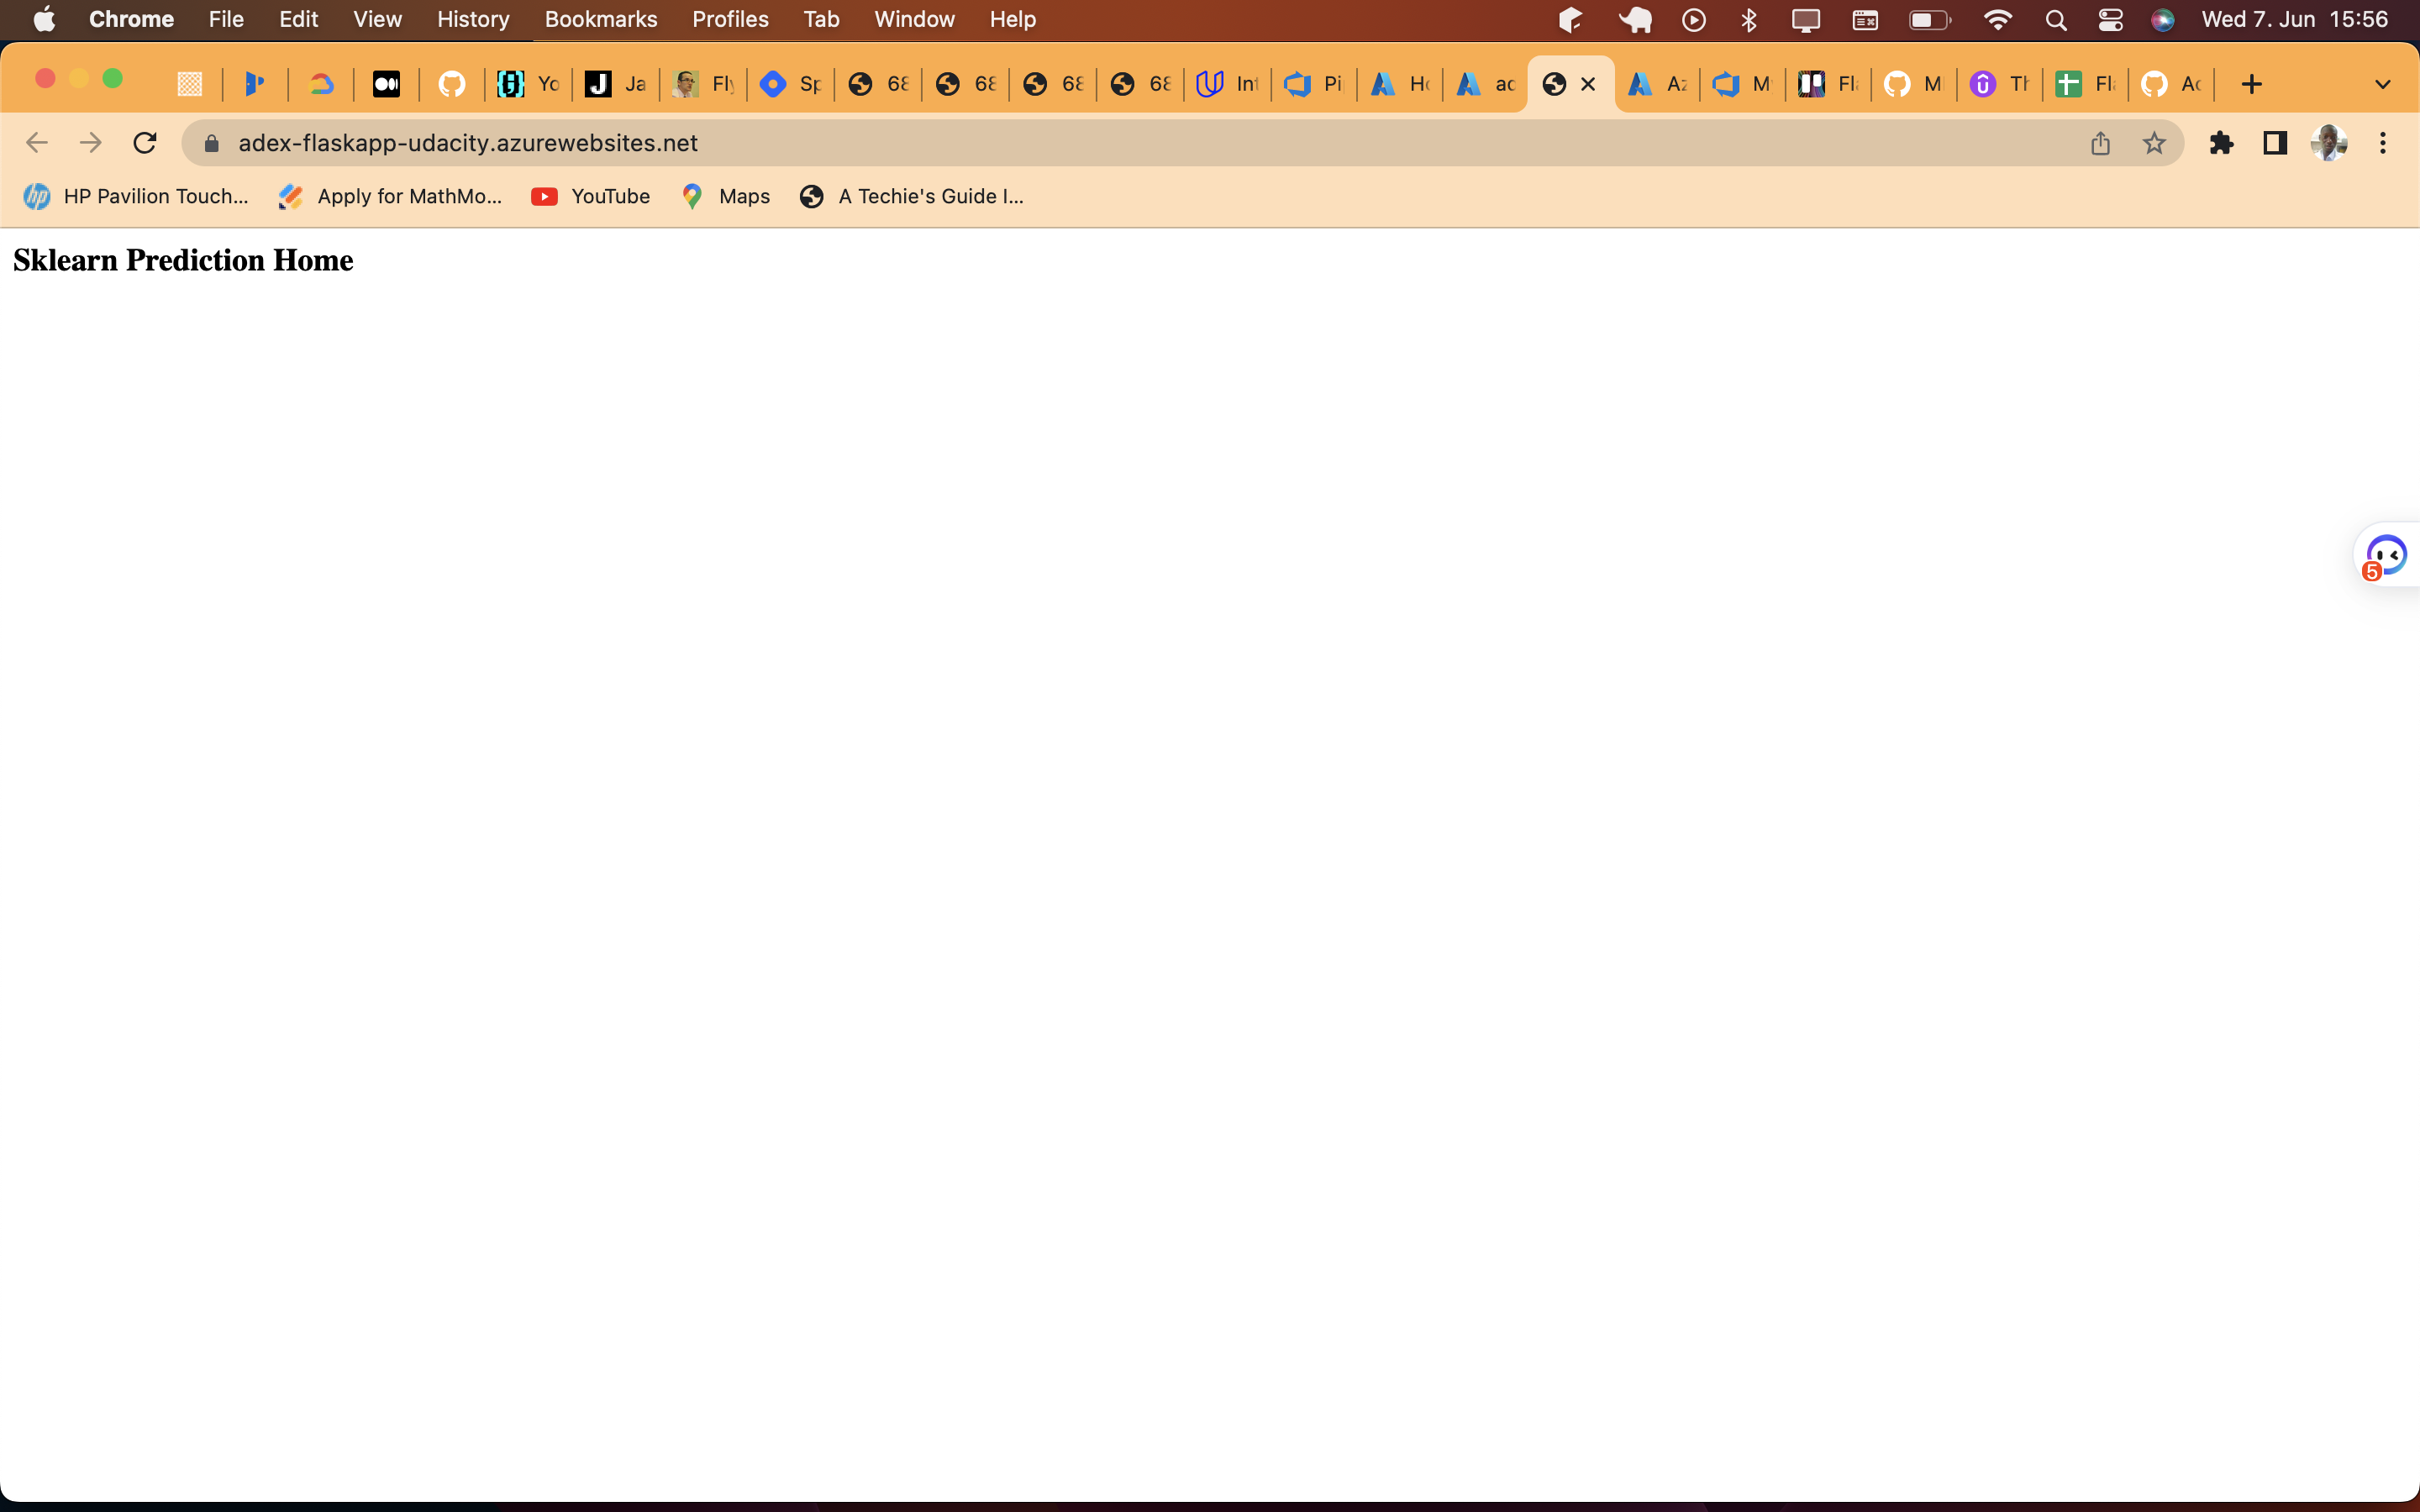 Chrome File Edit View History Bookmarks Profiles Tab Window Help Wed 7. Jun 15:56
Yo Ja Fly Sp 68 68 68 68 Int Pi Ho ad Az M Fl M Th Fl Ac
adex-flaskapp-udacity.azurewebsites.net
HP Pavilion Touch... Apply for MathMo... YouTube Maps A Techie's Guide I...
Sklearn Prediction Home
5